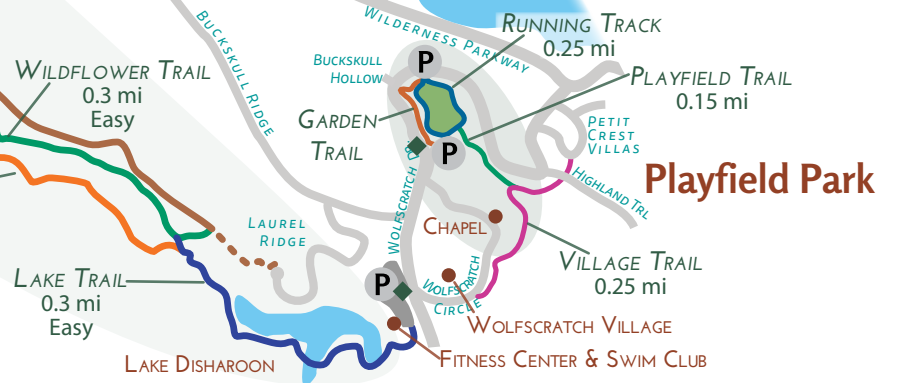 BUCKSKULL RIDGE
WILDERNESS PARKWAY
RUNNING TRACK
0.25 mi
BUCKSKULL
HOLLOW
P
WILDFLOWER TRAIL
0.3 mi
Easy
PLAYFIELD TRAIL
0.15 mi
GARDEN
TRAIL
P
PETIT
CREST
VILLAS
HIGHLAND TRL
Playfield Park
WOLFSCRATCH
LAUREL
RIDGE
CHAPEL
VILLAGE TRAIL
0.25 mi
LAKE TRAIL
0.3 mi
Easy
P
WOLFSCRATCH
CIRCLE
WOLFSCRATCH VILLAGE
FITNESS CENTER & SWIM CLUB
LAKE DISHAROON